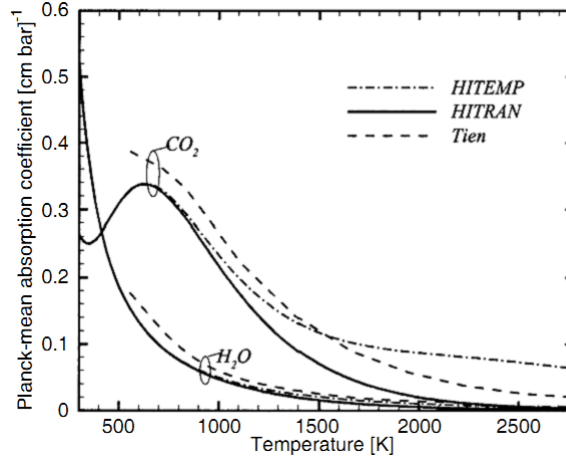 Planck-mean absorption coefficient [cm bar]⁻¹
0.6
0.5
0.4
0.3
0.2
0.1
0
HITEMP
HITRAN
Tien
CO₂
H₂O
500 1000 1500 2000 2500
Temperature [K]